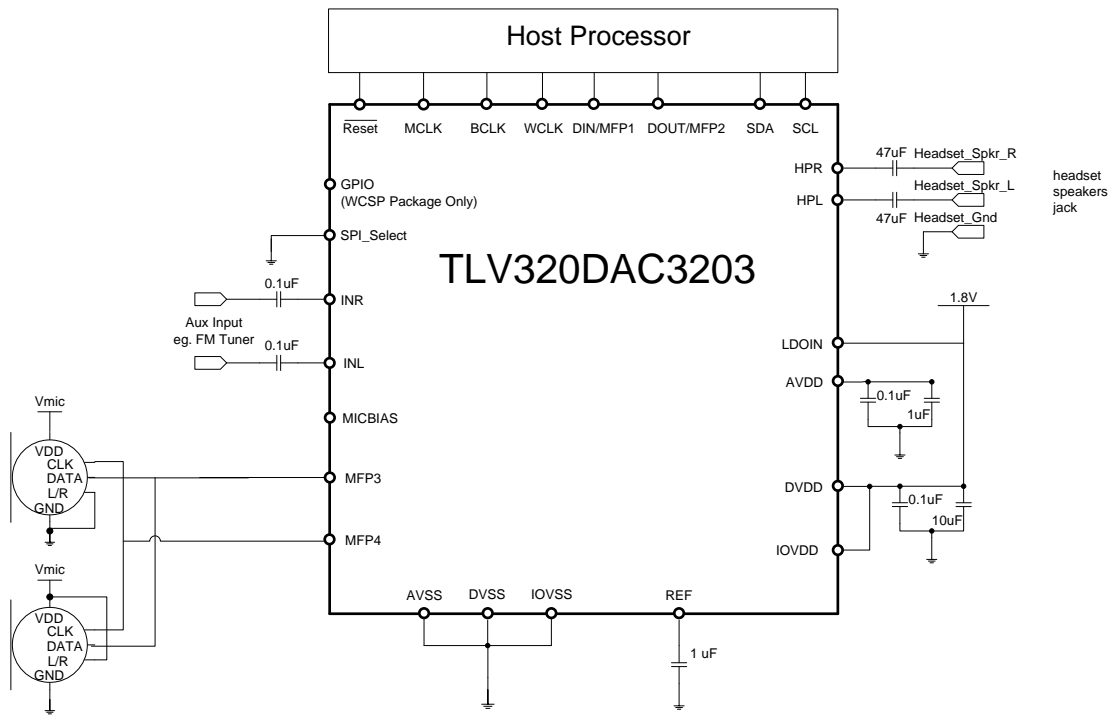 Host Processor
Reset
MCLK
BCLK
WCLK
DIN/MFP1
DOUT/MFP2
SDA
SCL
GPIO
(WCSP Package Only)
SPI_Select
TLV320DAC3203
0.1uF
INR
Aux Input
eg. FM Tuner
0.1uF
INL
MICBIAS
MFP3
MFP4
HPR
47uF
Headset_Spkr_R
HPL
47uF
Headset_Spkr_L
Headset_Gnd
headset
speakers
jack
1.8V
LDOIN
AVDD
0.1uF
1uF
DVDD
0.1uF
10uF
IOVDD
Vmic
VDD
CLK
DATA
L/R
GND
Vmic
VDD
CLK
DATA
L/R
GND
AVSS
DVSS
IOVSS
REF
1 uF